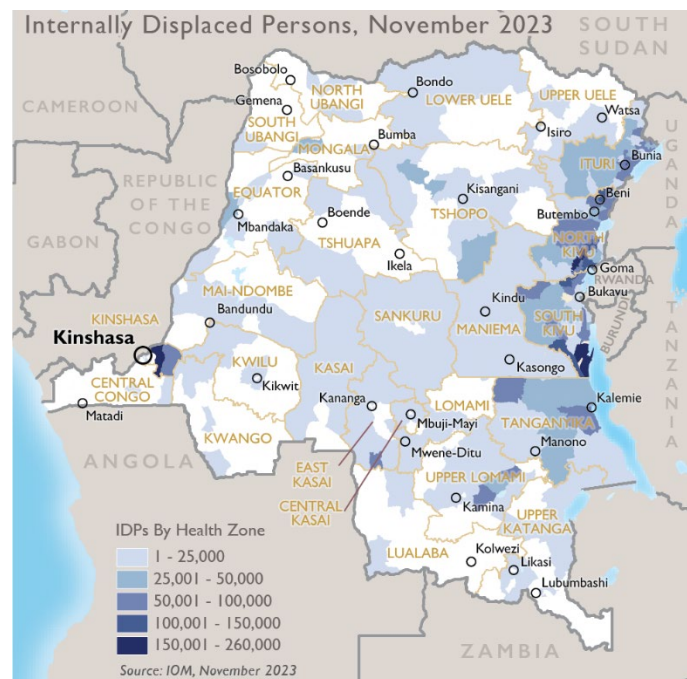 Internally Displaced Persons, November 2023
SOUTH
SUDAN
CAMEROON
Bosobolo
NORTH
UBANGI
Bondo
LOWER UELE
UPPER UELE
Watsa
Gemena
SOUTH
UBANGI
Isiro
Bumba
MONGALA
ITURI
Bunia
UGANDA
REPUBLIC
OF THE
CONGO
Basankusu
EQUATOR
Kisangani
Beni
Butembo
Mbandaka
Boende
TSHOPO
TSHUAPA
NORTH
KIVU
GABON
Ikela
Goma
RWANDA
Bukavu
BURUNDI
MAI-NDOMBE
Kindu
SANKURU
MANIEMA
SOUTH
KIVU
TANZANIA
Bandundu
KINSHASA
Kinshasa
KWILU
KASAI
Kasongo
CENTRAL
CONGO
Kikwit
Kananga
LOMAMI
Kalemie
Matadi
Mbuji-Mayi
TANGANYIKA
KWANGO
Mwene-Ditu
Manono
ANGOLA
EAST
KASAI
CENTRAL
KASAI
UPPER LOMAMI
Kamina
UPPER
KATANGA
LUALABA
Kolwezi
Likasi
Lubumbashi
ZAMBIA
IDPs By Health Zone
1 - 25,000
25,001 - 50,000
50,001 - 100,000
100,001 - 150,000
150,001 - 260,000
Source: IOM, November 2023